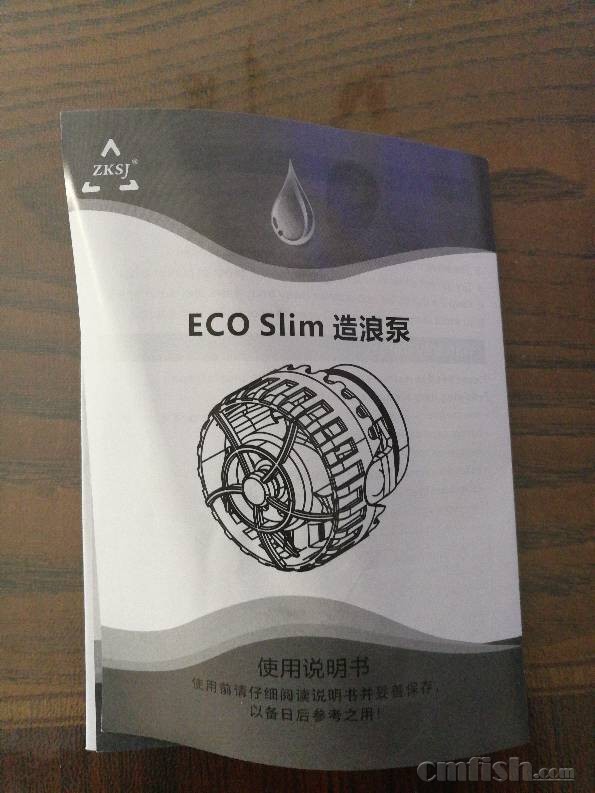 ZKSJ®
ECO Slim 造浪泵
使用说明书
使用前请仔细阅读说明书并妥善保存，
以备日后参考之用！
cmfish.com